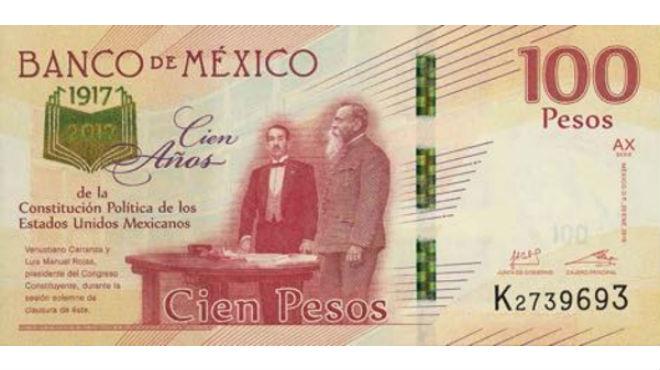 BANCO DE MÉXICO
100
Pesos
1917
2017
Cien
Años
de la
Constitución Política de los
Estados Unidos Mexicanos
Venustiano Carranza y
Luis Manuel Rojas,
presidente del Congreso
Constituyente, durante la
sesión solemne de
clausura de éste.
Cien Pesos
AX
SERIE
100
JUNTA DE GOBIERNO
CAJERO PRINCIPAL
K2739693